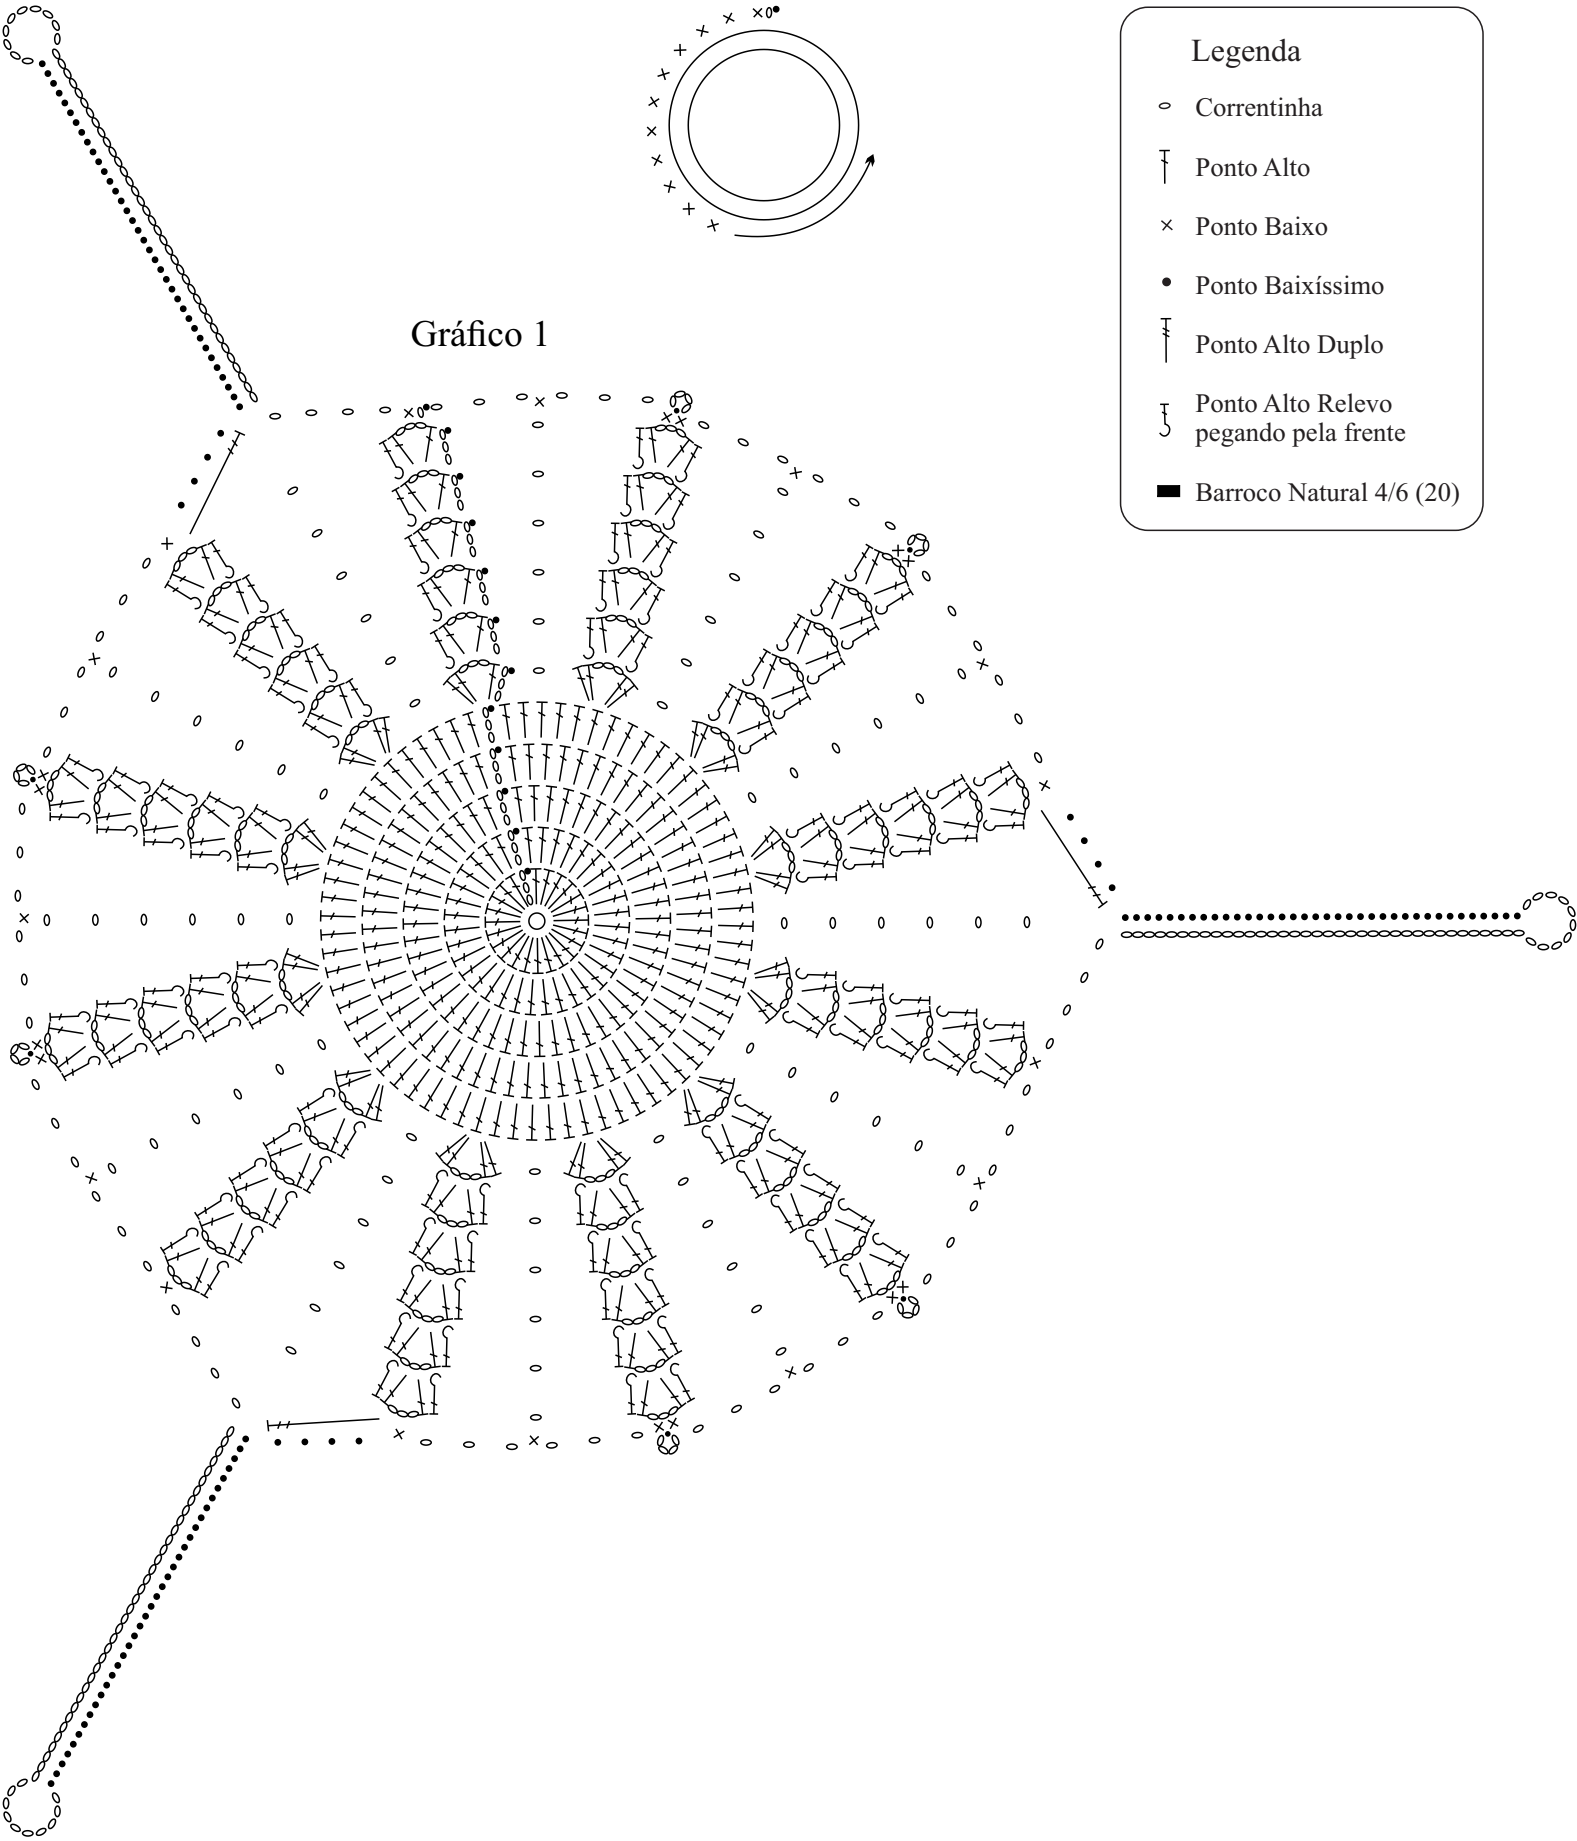 Legenda
Correntinha
Ponto Alto
Ponto Baixo
Ponto Baixíssimo
Ponto Alto Duplo
Ponto Alto Relevo
pegando pela frente
Barroco Natural 4/6 (20)
Gráfico 1